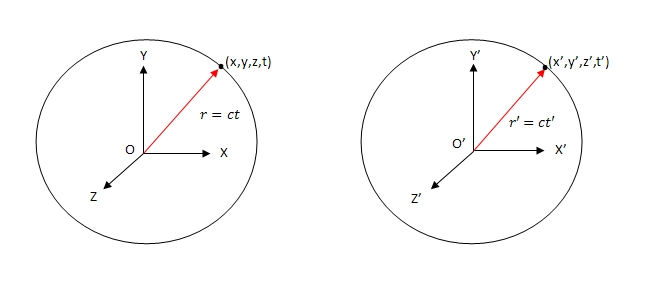 Y
(x,y,z,t)
r = ct
O
X
Z
Y’
(x’,y’,z’,t’)
r’ = ct’
O’
X’
Z’